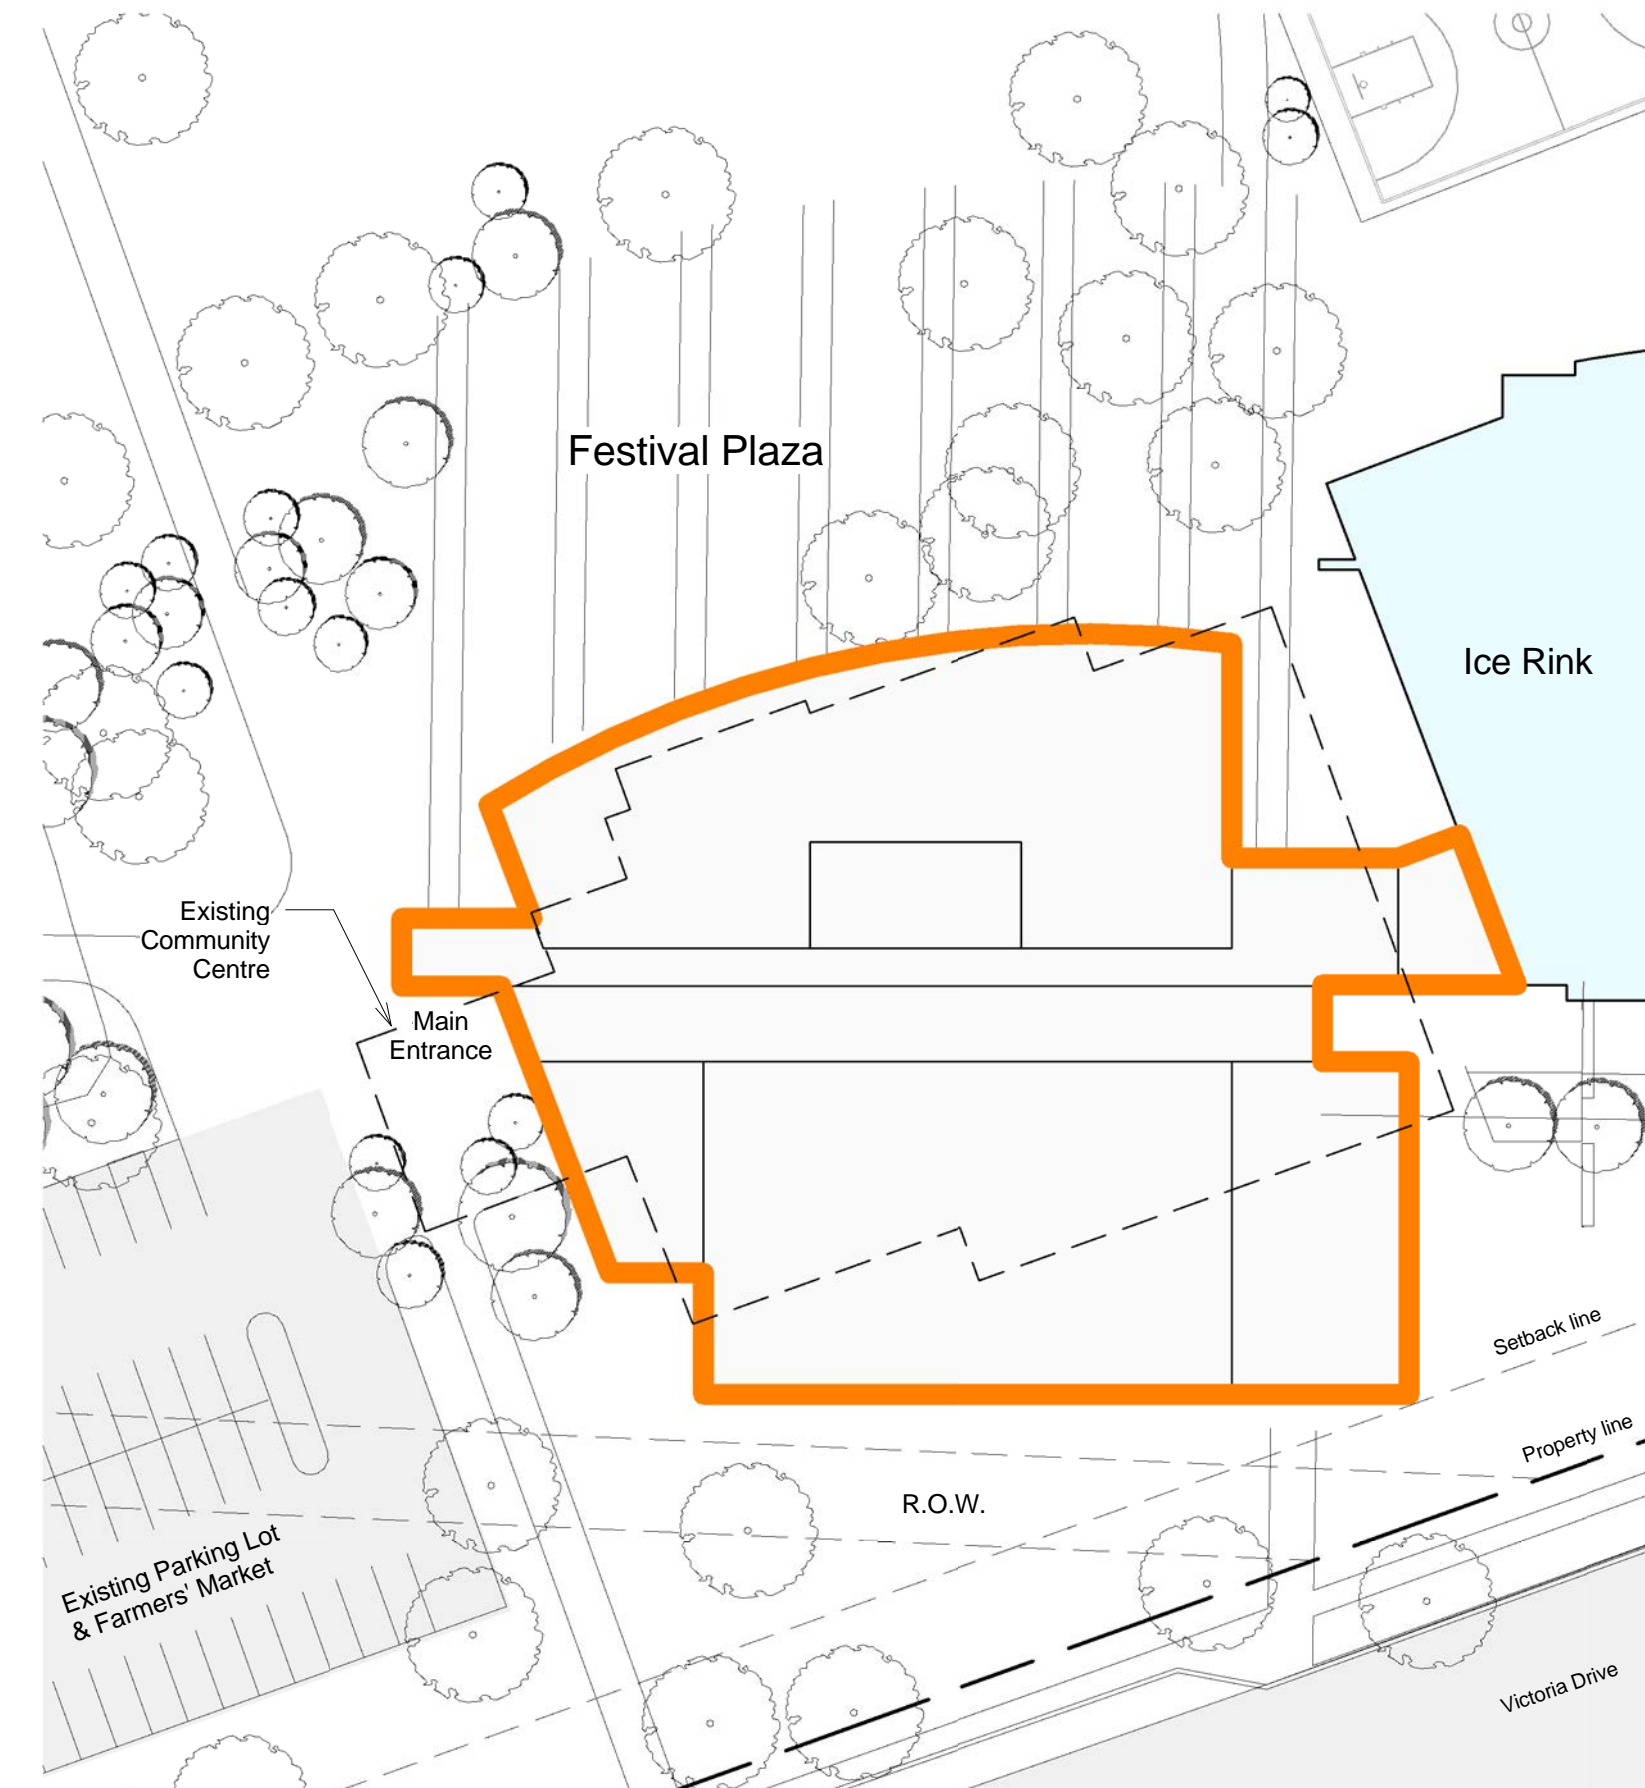 Festival Plaza
Ice Rink
Existing
Community
Centre
Main
Entrance
Setback line
Property line
R.O.W.
Existing Parking Lot
& Farmers' Market
Victoria Drive